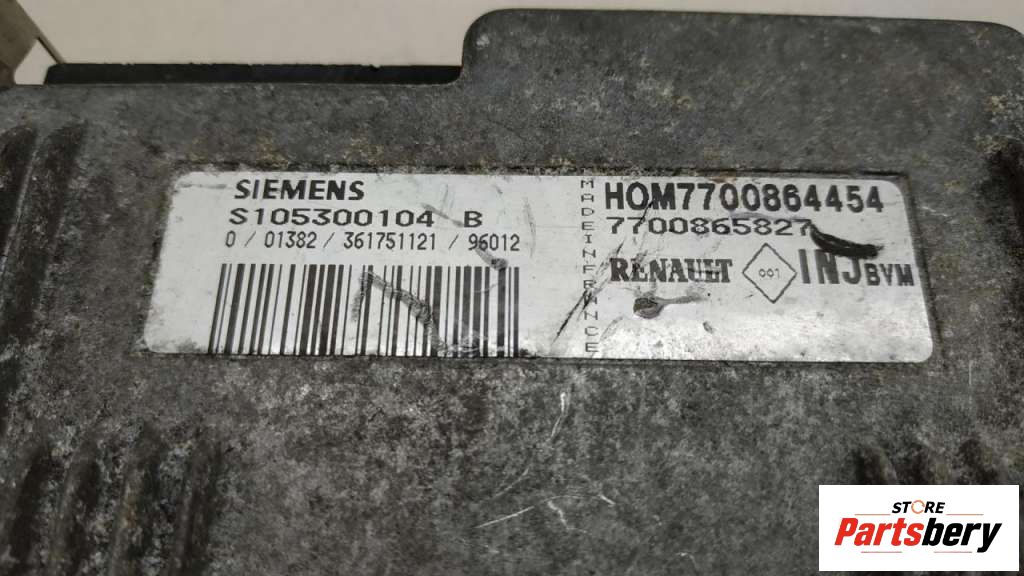 SIEMENS
S105300104 B
0 / 01382 / 361751121 / 96012
MADE IN FRANCE
HOM7700864454
7700865827
RENAULT 001 INJ BVM
STORE
Partsbery